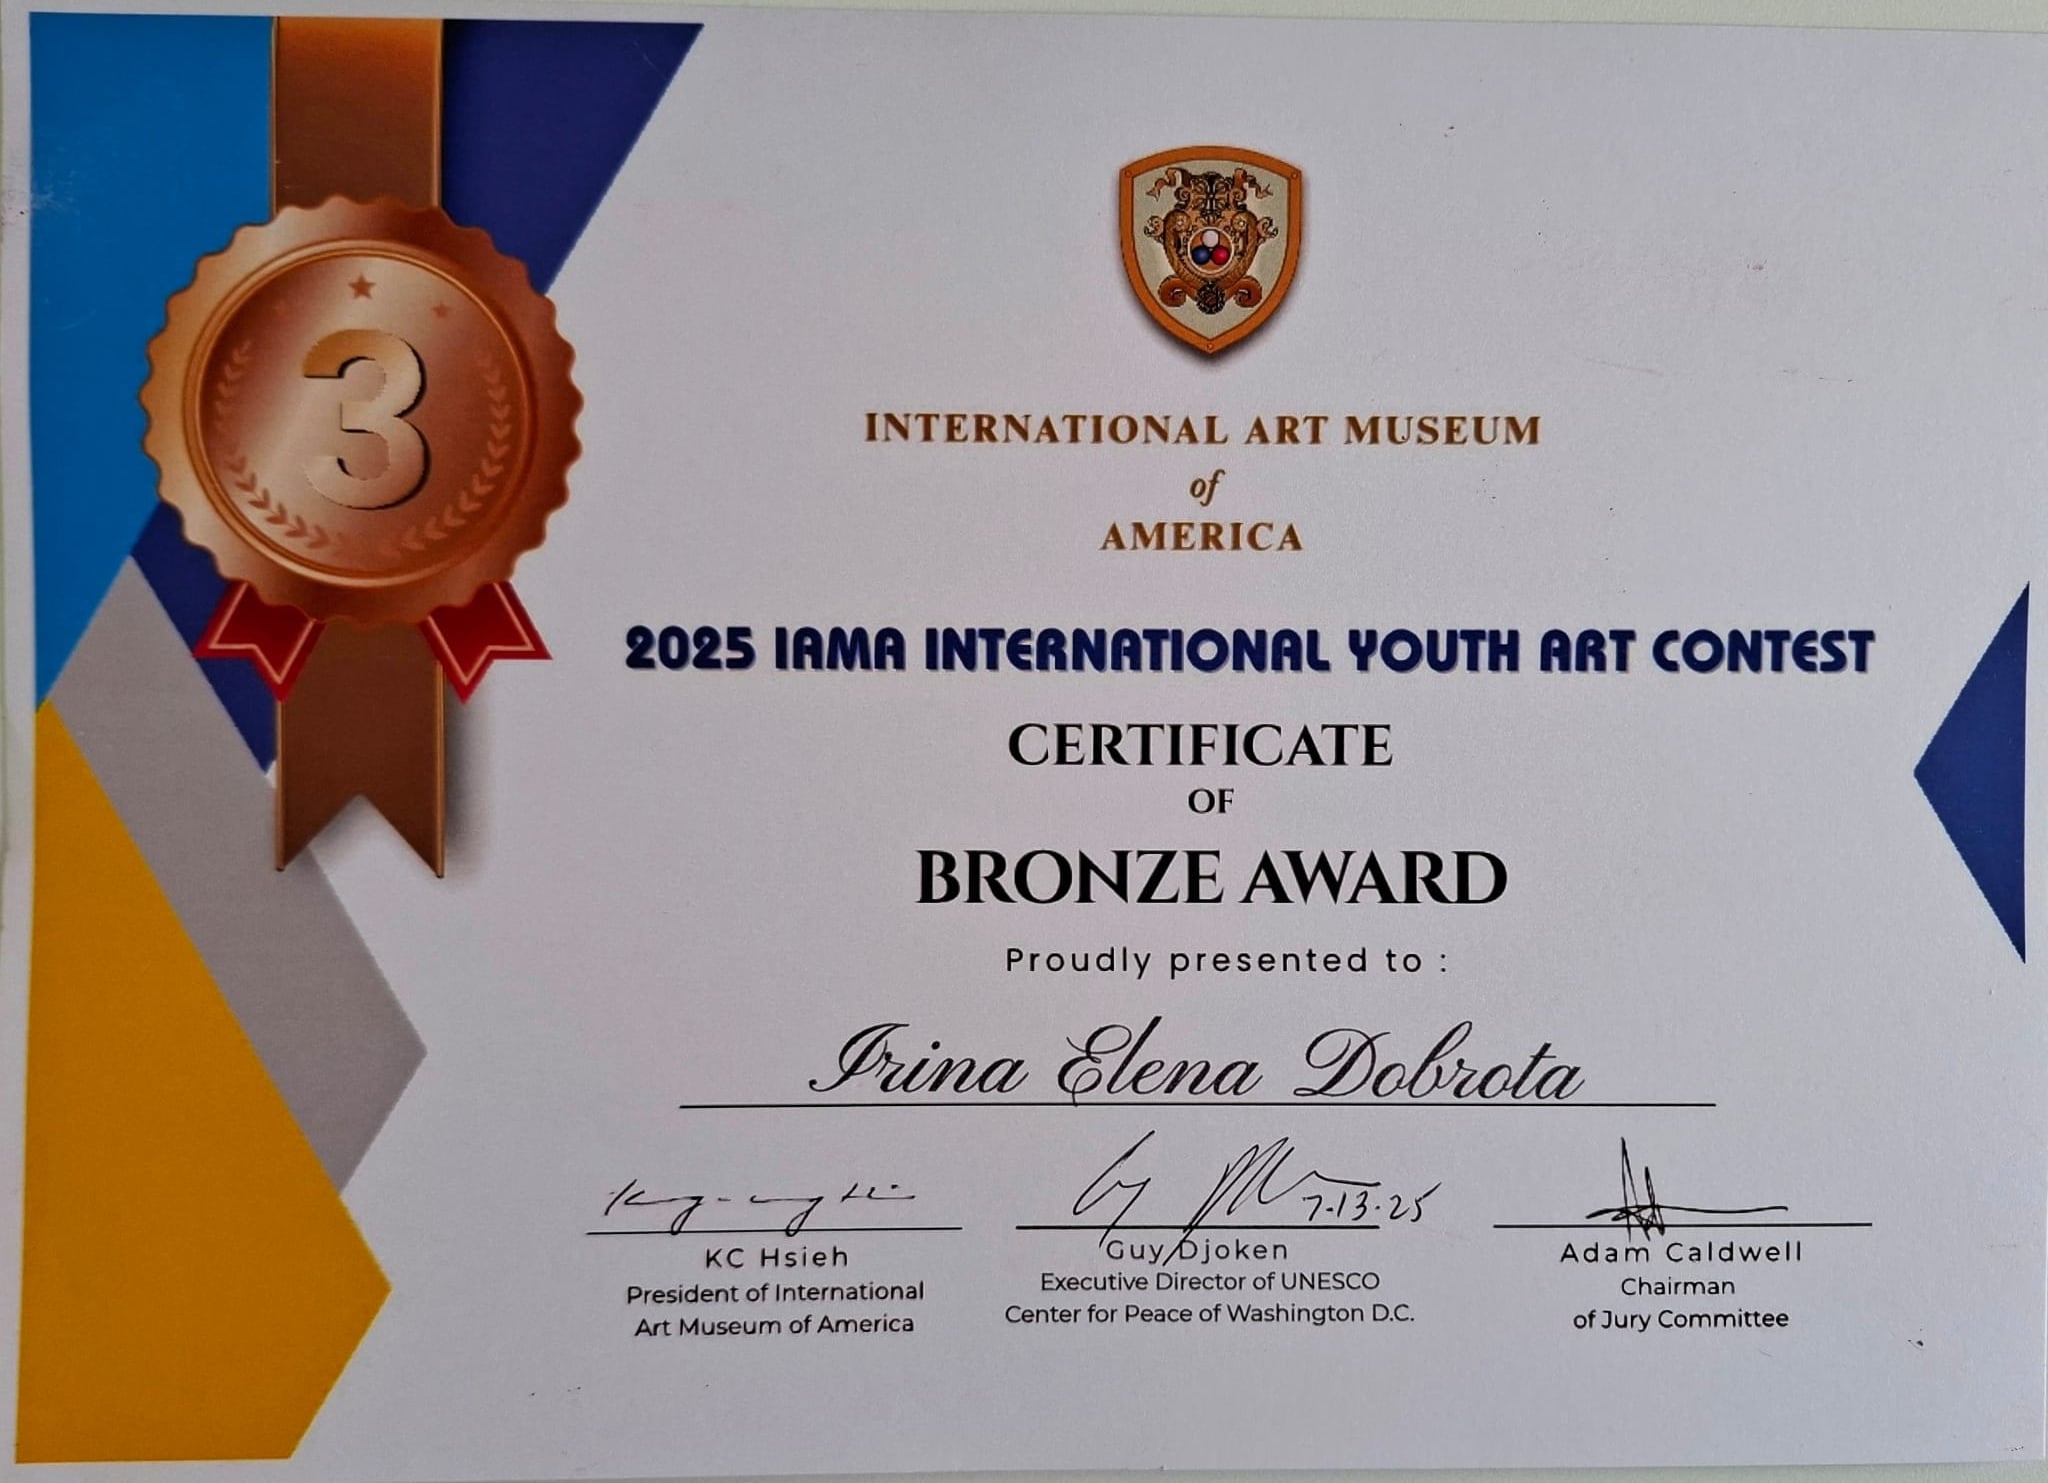 3
INTERNATIONAL ART MUSEUM
of
AMERICA
2025 IAMA INTERNATIONAL YOUTH ART CONTEST
CERTIFICATE
OF
BRONZE AWARD
Proudly presented to :
Irina Elena Dobrota
7-13-25
KC Hsieh
President of International
Art Museum of America
Guy Djoken
Executive Director of UNESCO
Center for Peace of Washington D.C.
Adam Caldwell
Chairman
of Jury Committee